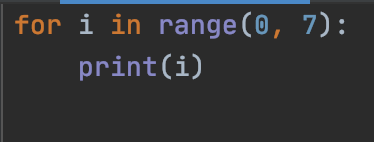 for i in range(0, 7):
    print(i)